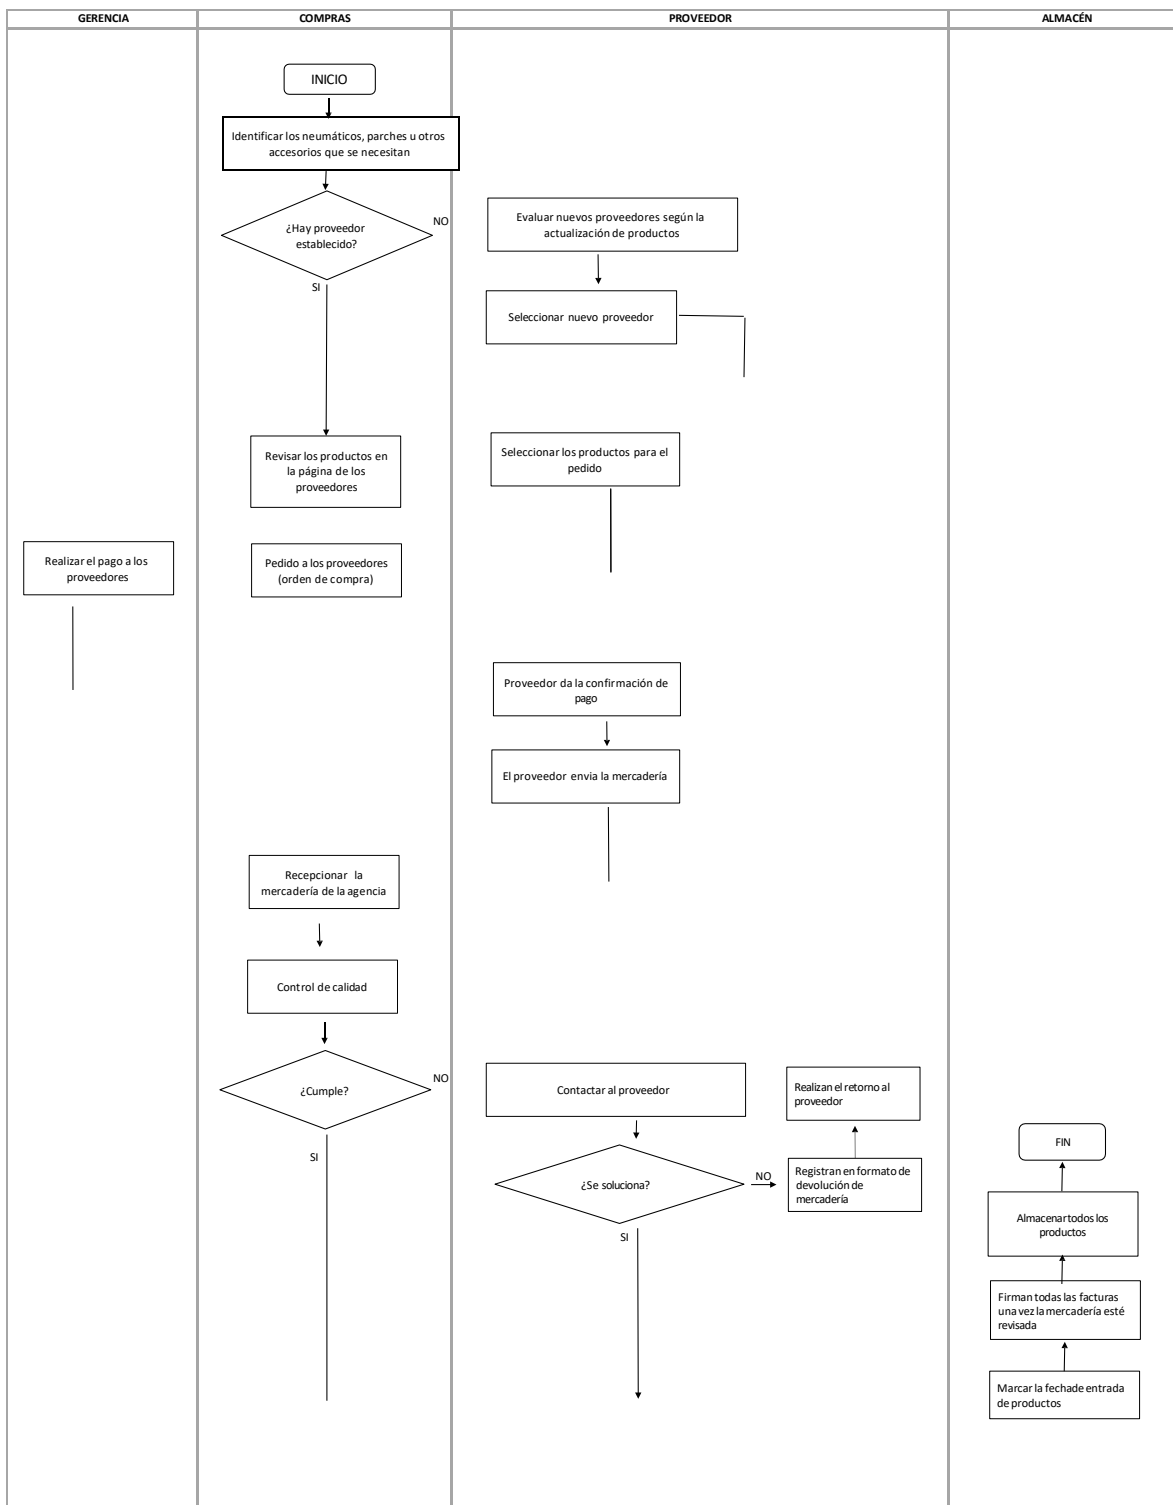 GERENCIA
COMPRAS
PROVEEDOR
ALMACÉN
INICIO
Identificar los neumáticos, parches u otros
accesorios que se necesitan
¿Hay proveedor
establecido?
NO
SI
Evaluar nuevos proveedores según la
actualización de productos
Seleccionar nuevo proveedor
Revisar los productos en
la página de los
proveedores
Seleccionar los productos para el
pedido
Realizar el pago a los
proveedores
Pedido a los proveedores
(orden de compra)
Proveedor da la confirmación de
pago
El proveedor envia la mercadería
Recepcionar la
mercadería de la agencia
Control de calidad
¿Cumple?
NO
SI
Contactar al proveedor
Realizan el retorno al
proveedor
¿Se soluciona?
NO
SI
Registran en formato de
devolución de
mercadería
FIN
Almacenar todos los
productos
Firman todas las facturas
una vez la mercadería esté
revisada
Marcar la fechade entrada
de productos